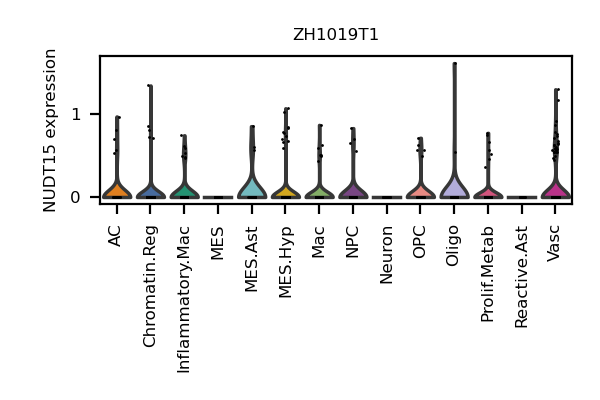 ZH1019T1
NUDT15 expression
1
0
AC
Chromatin.Reg
Inflammatory.Mac
MES
MES.Ast
MES.Hyp
Mac
NPC
Neuron
OPC
Oligo
Prolif.Metab
Reactive.Ast
Vasc